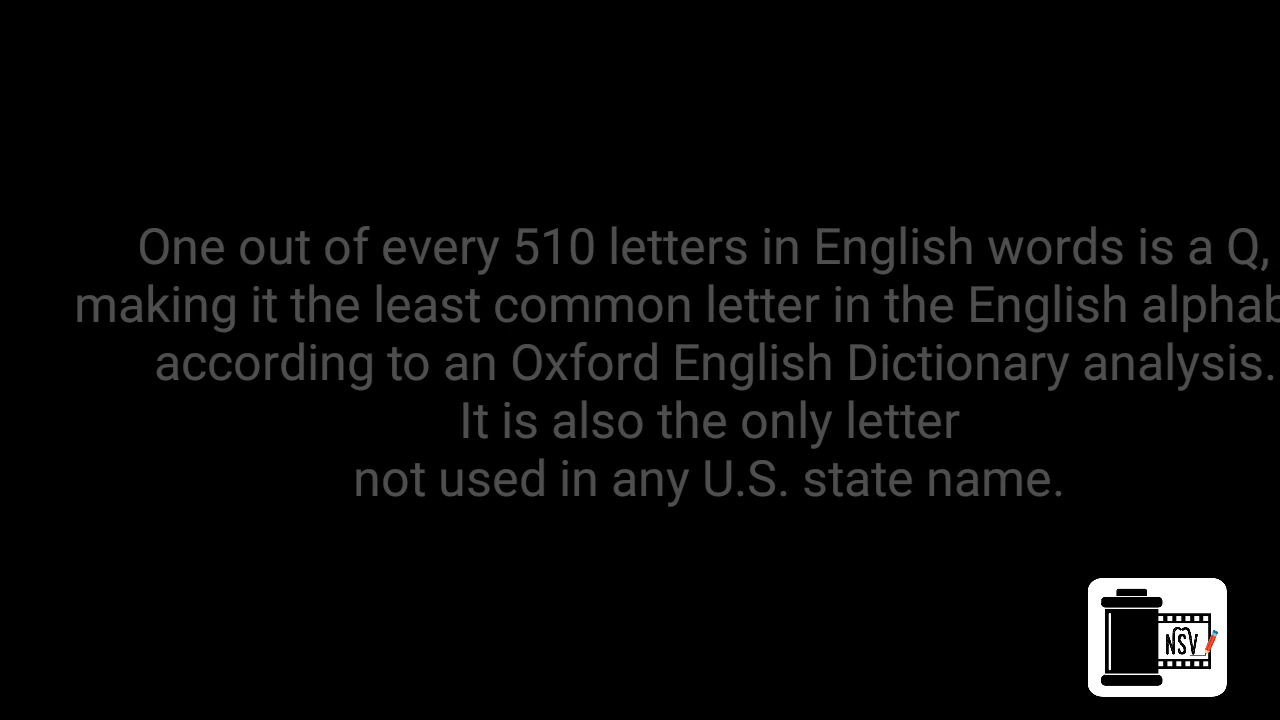 One out of every 510 letters in English words is a Q,
making it the least common letter in the English alphab
according to an Oxford English Dictionary analysis.
It is also the only letter
not used in any U.S. state name.
NSV